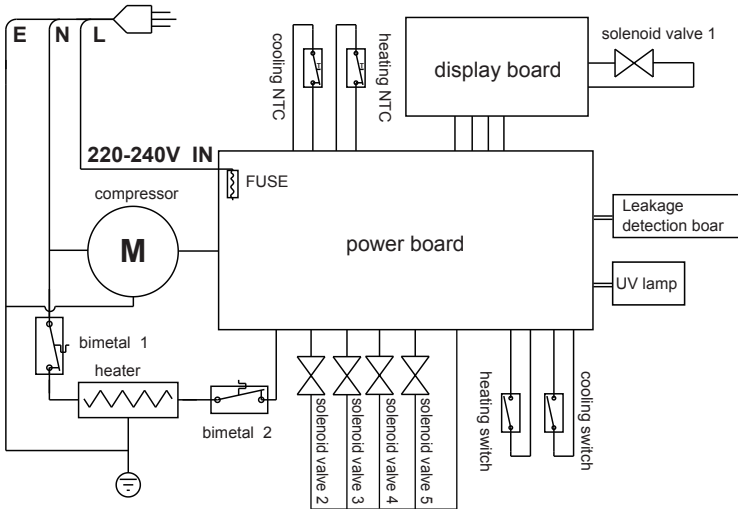 E N L
cooling NTC
heating NTC
display board
solenoid valve 1
220-240V IN
FUSE
compressor
M
power board
Leakage
detection boar
UV lamp
bimetal 1
heater
bimetal 2
solenoid valve 2
solenoid valve 3
solenoid valve 4
solenoid valve 5
heating switch
cooling switch